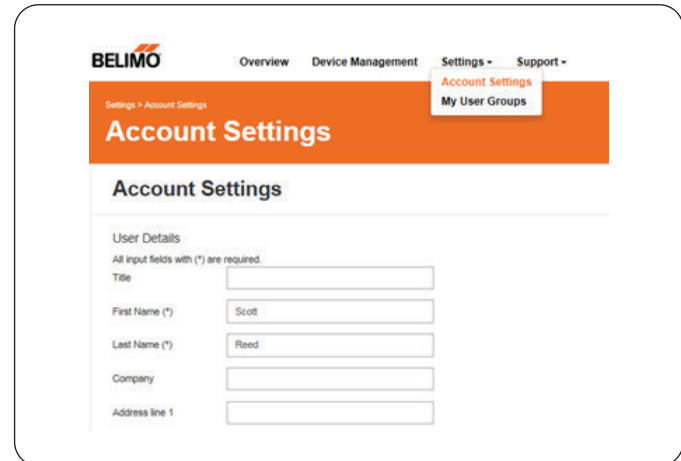 BELIMO
Overview Device Management Settings Support
Account Settings
My User Groups
Settings > Account Settings
Account Settings
Account Settings
User Details
All input fields with (*) are required.
Title
First Name (*) Scott
Last Name (*) Reed
Company
Address line 1